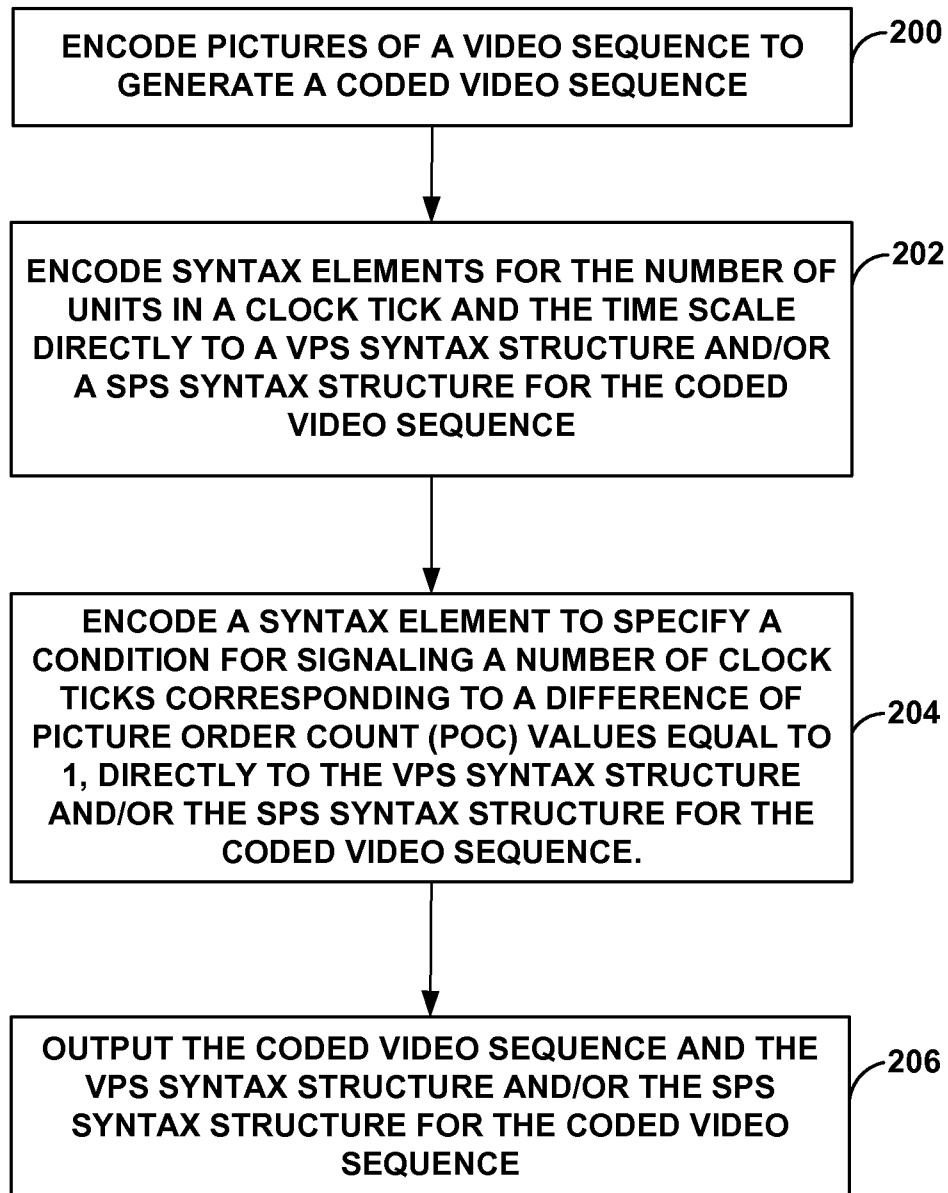 ENCODE PICTURES OF A VIDEO SEQUENCE TO
GENERATE A CODED VIDEO SEQUENCE
200
ENCODE SYNTAX ELEMENTS FOR THE NUMBER OF
UNITS IN A CLOCK TICK AND THE TIME SCALE
DIRECTLY TO A VPS SYNTAX STRUCTURE AND/OR
A SPS SYNTAX STRUCTURE FOR THE CODED
VIDEO SEQUENCE
202
ENCODE A SYNTAX ELEMENT TO SPECIFY A
CONDITION FOR SIGNALING A NUMBER OF CLOCK
TICKS CORRESPONDING TO A DIFFERENCE OF
PICTURE ORDER COUNT (POC) VALUES EQUAL TO
1, DIRECTLY TO THE VPS SYNTAX STRUCTURE
AND/OR THE SPS SYNTAX STRUCTURE FOR THE
CODED VIDEO SEQUENCE.
204
OUTPUT THE CODED VIDEO SEQUENCE AND THE
VPS SYNTAX STRUCTURE AND/OR THE SPS
SYNTAX STRUCTURE FOR THE CODED VIDEO
SEQUENCE
206